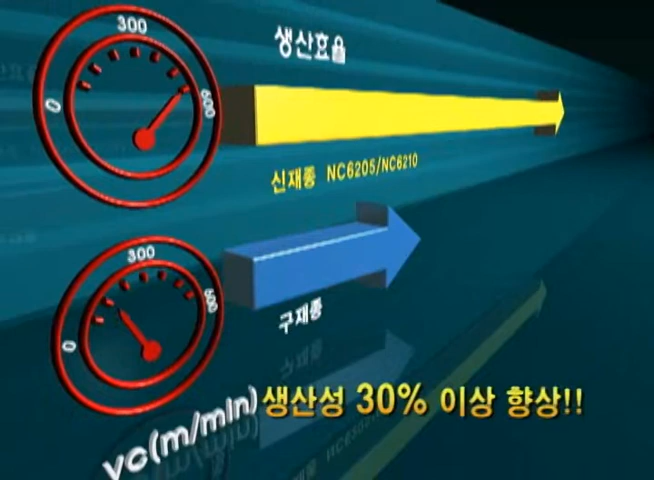 300
0
600
생산효율
신재종 NC6205/NC6210
300
0
600
구재종
vc(m/min)
생산성 30% 이상 향상!!